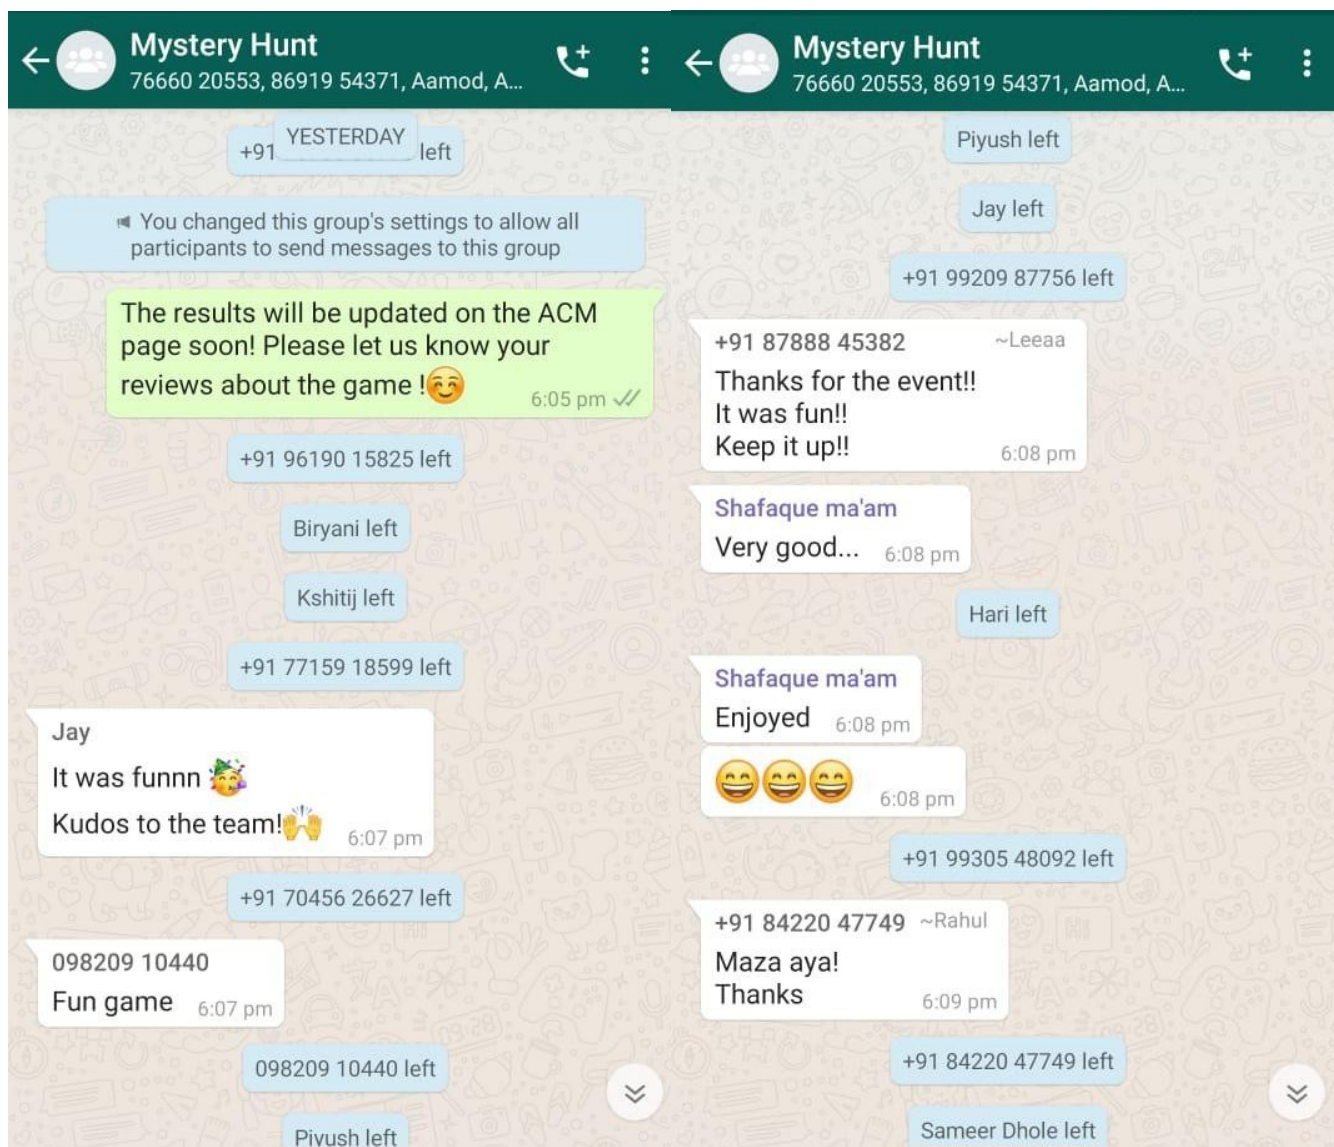 Mystery Hunt
76660 20553, 86919 54371, Aamod, A...
YESTERDAY
+91 left
You changed this group's settings to allow all
participants to send messages to this group
The results will be updated on the ACM
page soon! Please let us know your
reviews about the game !☺️
6:05 pm
+91 96190 15825 left
Biryani left
Kshitij left
+91 77159 18599 left
Jay
It was funnn 🥳
Kudos to the team!🙌
6:07 pm
+91 70456 26627 left
098209 10440
Fun game 6:07 pm
098209 10440 left
Piyush left
Mystery Hunt
76660 20553, 86919 54371, Aamod, A...
Piyush left
Jay left
+91 99209 87756 left
+91 87888 45382 ~Leeaa
Thanks for the event!!
It was fun!!
Keep it up!! 6:08 pm
Shafaque ma'am
Very good... 6:08 pm
Hari left
Shafaque ma'am
Enjoyed 6:08 pm
😄😄😄 6:08 pm
+91 99305 48092 left
+91 84220 47749 ~Rahul
Maza aya!
Thanks 6:09 pm
+91 84220 47749 left
Sameer Dhole left